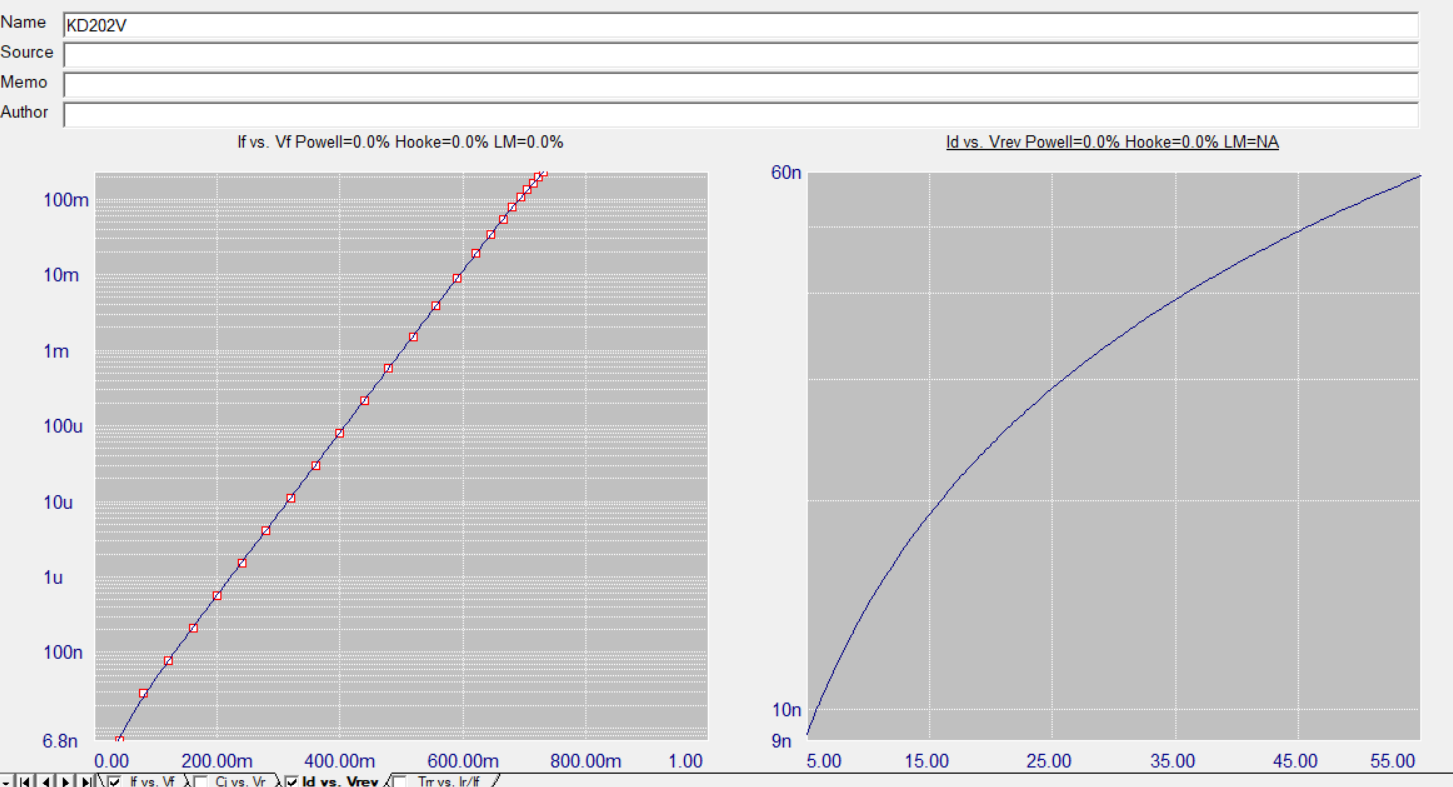 Name KD202V
Source
Memo
Author
If vs. Vf Powell=0.0% Hooke=0.0% LM=0.0%
Id vs. Vrev Powell=0.0% Hooke=0.0% LM=NA
100m
10m
1m
100u
10u
1u
100n
6.8n
0.00 200.00m 400.00m 600.00m 800.00m 1.00
60n
10n
9n
5.00 15.00 25.00 35.00 45.00 55.00
If vs. Vf Cj vs. Vr Id vs. Vrev Trr vs. Ir/If